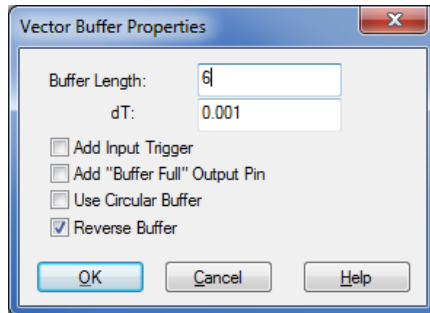 Vector Buffer Properties
Buffer Length: 6
dT: 0.001
Add Input Trigger
Add "Buffer Full" Output Pin
Use Circular Buffer
Reverse Buffer
OK Cancel Help